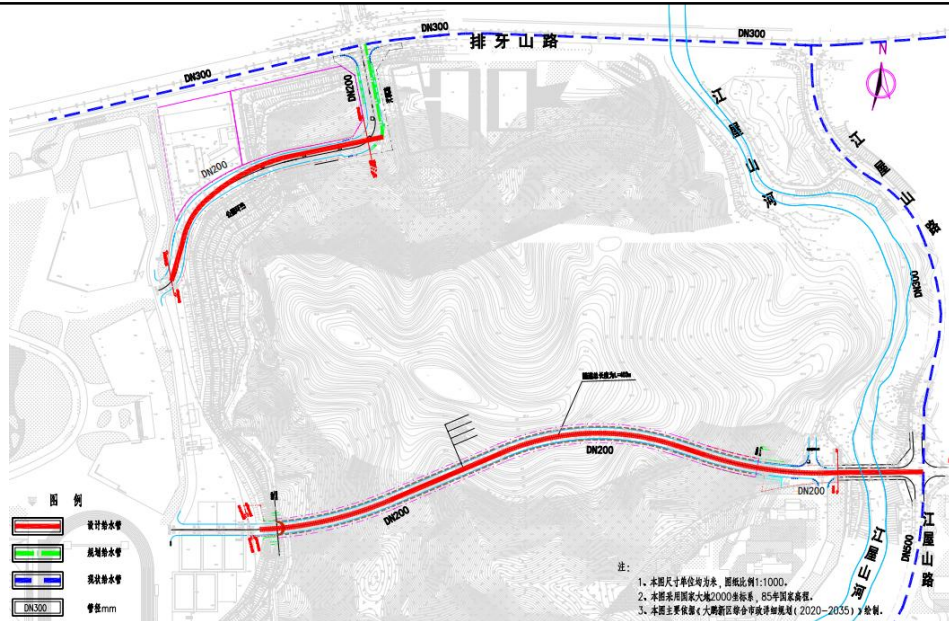 DN300
DN300
排牙山路
DN300
N
DN200
DN200
江屋山河
江屋山路
DN300
DN200
DN200
DN200
江屋山河
江屋山路
DN500
图 例
设计给水管
规划给水管
现状给水管
DN300 管径mm
注:
1、本图尺寸单位均为米,图纸比例1:1000。
2、本图采用国家大地2000坐标系,85年国家高程。
3、本图主要依据《大鹏新区综合市政详细规划(2020-2035)》绘制。